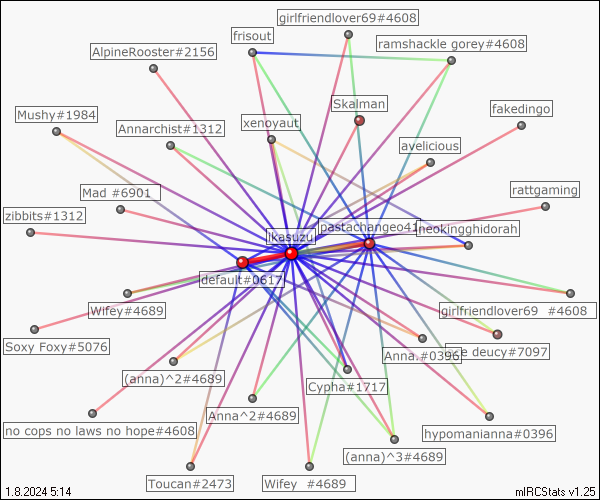 girlfriendlover69#4608
frisout
ramshackle gorey#4608
AlpineRooster#2156
Skalman
fakedingo
Mushy#1984
xenoyaut
Annarchist#1312
avelicious
Mad #6901
rattgaming
zibbits#1312
pastachangeo41
neokingghidorah
ikasuzu
default#0617
Wifey#4689
girlfriendlover69 #4608
Soxy Foxy#5076
Anna.#0396
deucy#7097
(anna)^2#4689
Cypha#1717
Anna^2#4689
no cops no laws no hope#4608
hypomanianna#0396
(anna)^3#4689
Toucan#2473
Wifey #4689
1.8.2024 5:14
mIRCStats v1.25